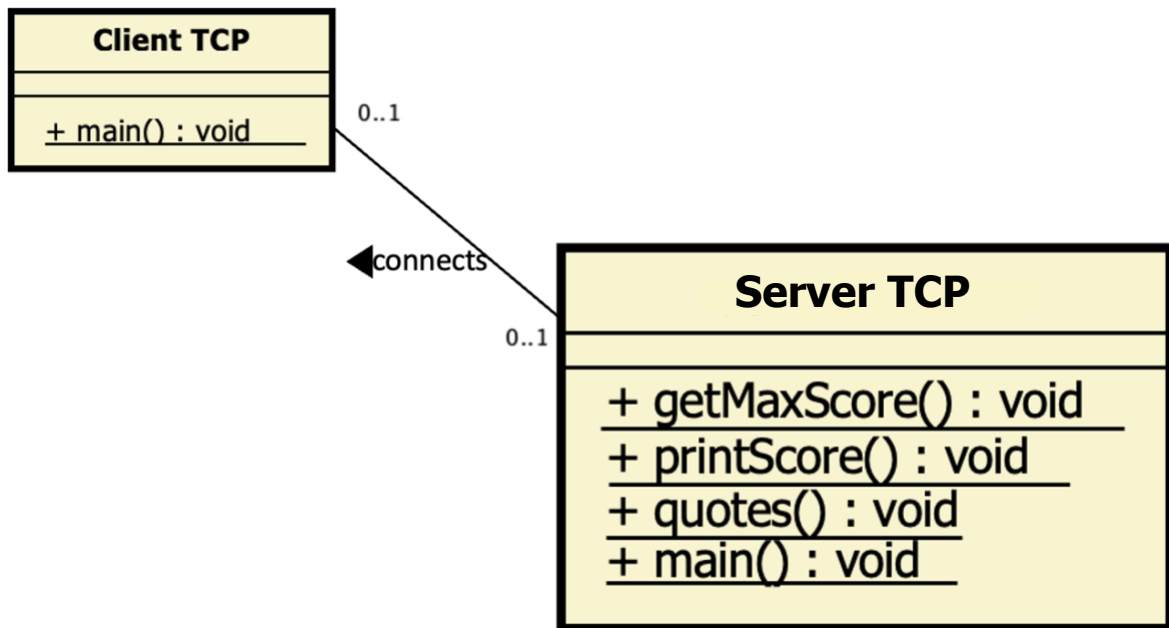 Client TCP
+ main() : void
0..1
connects
0..1
Server TCP
+ getMaxScore() : void
+ printScore() : void
+ quotes() : void
+ main() : void